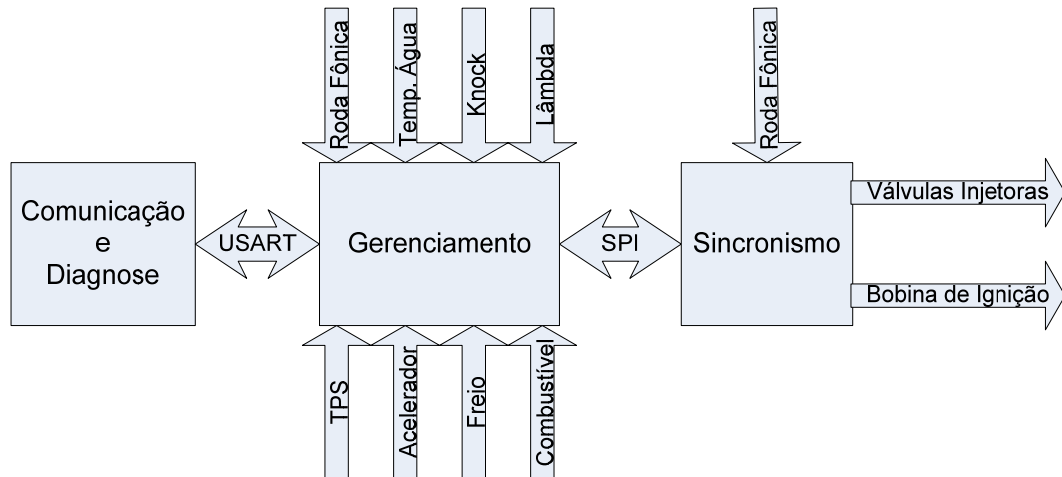 Roda Fônica
Temp. Água
Knock
Lâmbda
Roda Fônica
Comunicação
e
Diagnose
USART
Gerenciamento
SPI
Sincronismo
Válvulas Injetoras
Bobina de Ignição
TPS
Acelerador
Freio
Combustível